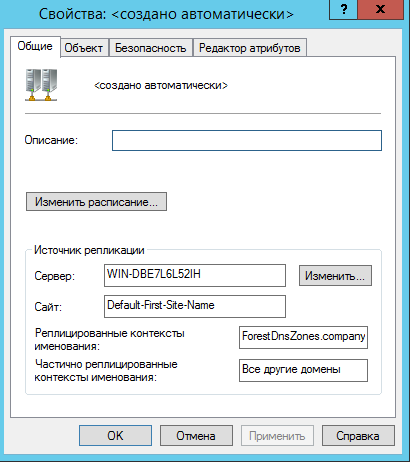 Свойства: <создано автоматически>
? x
Общие Объект Безопасность Редактор атрибутов
<создано автоматически>
Описание:
Изменить расписание...
Источник репликации
Сервер: WIN-DBE7L6L52IH Изменить...
Сайт: Default-First-Site-Name
Реплицированные контексты
именования: ForestDnsZones.company
Частично реплицированные
контексты именования: Все другие домены
ОК Отмена Применить Справка